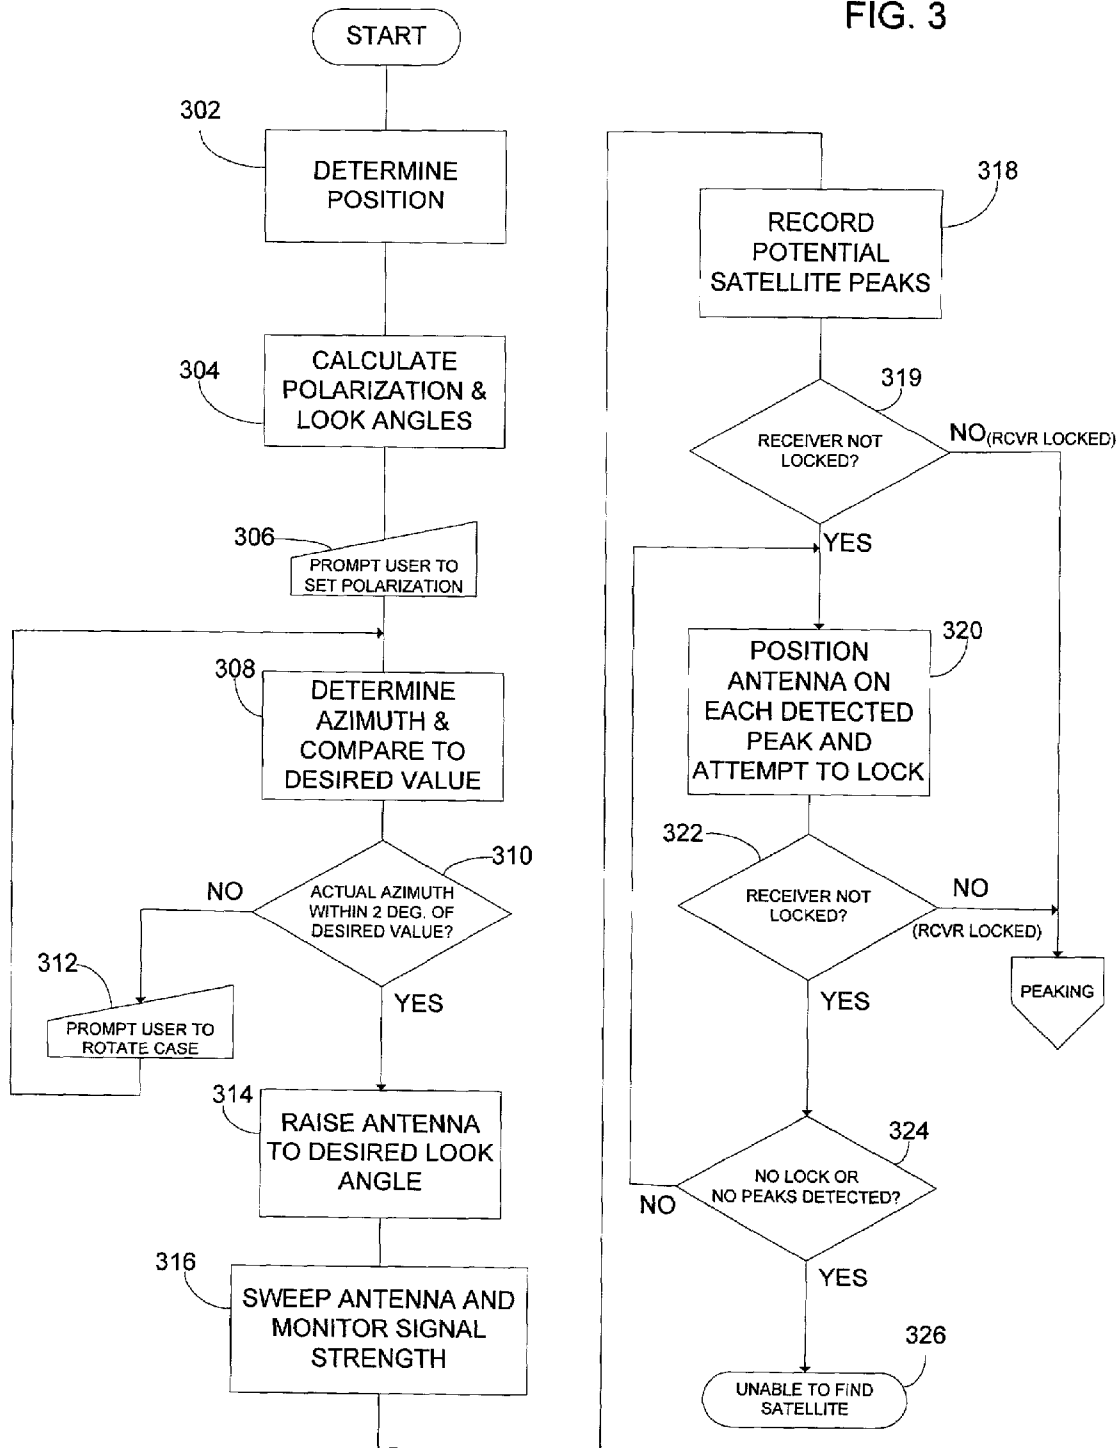 FIG. 3
START
302
DETERMINE
POSITION
304
CALCULATE
POLARIZATION &
LOOK ANGLES
306
PROMPT USER TO
SET POLARIZATION
308
DETERMINE
AZIMUTH &
COMPARE TO
DESIRED VALUE
310
ACTUAL AZIMUTH
WITHIN 2 DEG. OF
DESIRED VALUE?
NO
YES
312
PROMPT USER TO
ROTATE CASE
314
RAISE ANTENNA
TO DESIRED LOOK
ANGLE
316
SWEEP ANTENNA AND
MONITOR SIGNAL
STRENGTH
318
RECORD
POTENTIAL
SATELLITE PEAKS
319
RECEIVER NOT
LOCKED?
NO (RCVR LOCKED)
YES
320
POSITION
ANTENNA ON
EACH DETECTED
PEAK AND
ATTEMPT TO LOCK
322
RECEIVER NOT
LOCKED?
NO
(RCVR LOCKED)
YES
PEAKING
324
NO LOCK OR
NO PEAKS DETECTED?
NO
YES
326
UNABLE TO FIND
SATELLITE